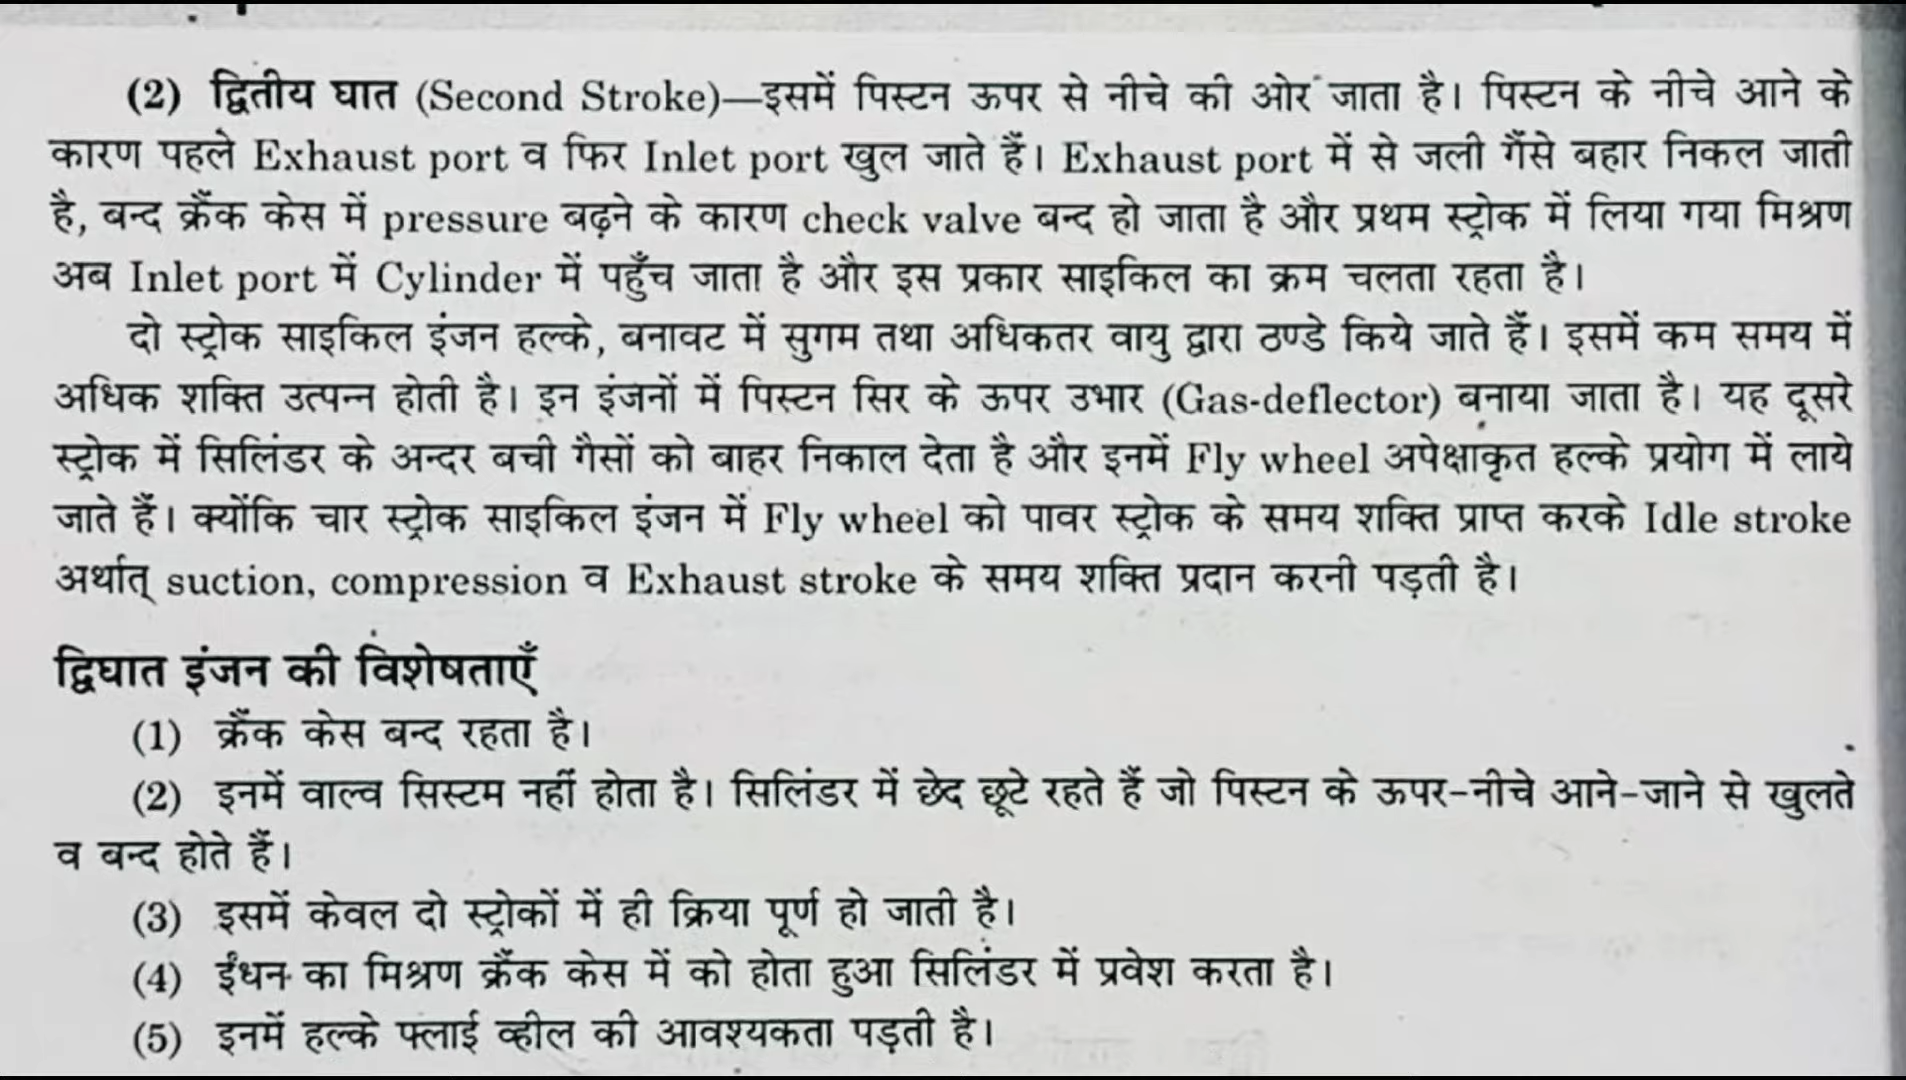 (2) द्वितीय घात (Second Stroke)—इसमें पिस्टन ऊपर से नीचे की ओर जाता है। पिस्टन के नीचे आने के
कारण पहले Exhaust port व फिर Inlet port खुल जाते हैं। Exhaust port में से जली गैंसे बहार निकल जाती
है, बन्द क्रैंक केस में pressure बढ़ने के कारण check valve बन्द हो जाता है और प्रथम स्ट्रोक में लिया गया मिश्रण
अब Inlet port में Cylinder में पहुँच जाता है और इस प्रकार साइकिल का क्रम चलता रहता है।
दो स्ट्रोक साइकिल इंजन हल्के, बनावट में सुगम तथा अधिकतर वायु द्वारा ठण्डे किये जाते हैं। इसमें कम समय में
अधिक शक्ति उत्पन्न होती है। इन इंजनों में पिस्टन सिर के ऊपर उभार (Gas-deflector) बनाया जाता है। यह दूसरे
स्ट्रोक में सिलिंडर के अन्दर बची गैसों को बाहर निकाल देता है और इनमें Fly wheel अपेक्षाकृत हल्के प्रयोग में लाये
जाते हैं। क्योंकि चार स्ट्रोक साइकिल इंजन में Fly wheel को पावर स्ट्रोक के समय शक्ति प्राप्त करके Idle stroke
अर्थात् suction, compression व Exhaust stroke के समय शक्ति प्रदान करनी पड़ती है।
द्विघात इंजन की विशेषताएँ
(1) क्रैंक केस बन्द रहता है।
(2) इनमें वाल्व सिस्टम नहीं होता है। सिलिंडर में छेद छूटे रहते हैं जो पिस्टन के ऊपर-नीचे आने-जाने से खुलते
व बन्द होते हैं।
(3) इसमें केवल दो स्ट्रोकों में ही क्रिया पूर्ण हो जाती है।
(4) ईंधन का मिश्रण क्रैंक केस में को होता हुआ सिलिंडर में प्रवेश करता है।
(5) इनमें हल्के फ्लाई व्हील की आवश्यकता पड़ती है।